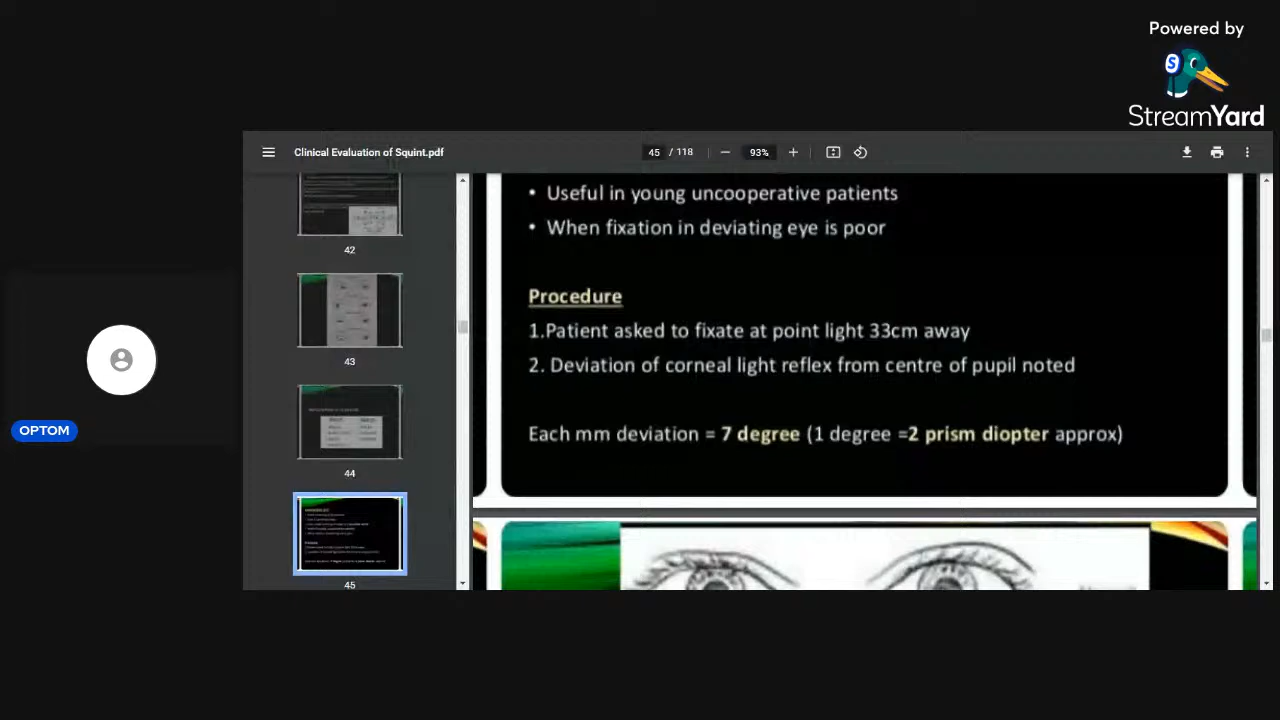 Powered by
S
StreamYard
Clinical Evaluation of Squint.pdf
45 / 118
93%
42
43
44
45
OPTOM
• Useful in young uncooperative patients
• When fixation in deviating eye is poor
Procedure
1.Patient asked to fixate at point light 33cm away
2. Deviation of corneal light reflex from centre of pupil noted
Each mm deviation = 7 degree (1 degree =2 prism diopter approx)